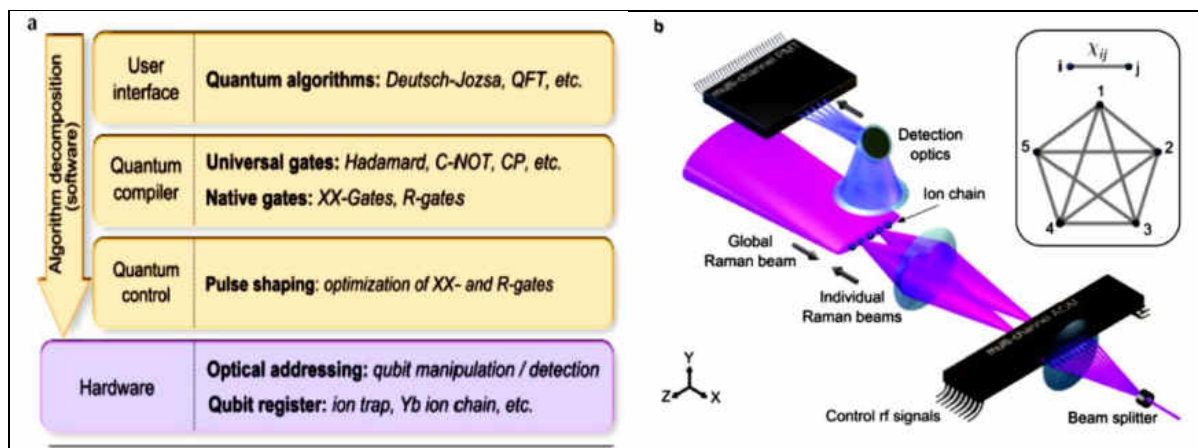 a
Algorithm decomposition
(software)
User
interface
Quantum algorithms: Deutsch-Jozsa, QFT, etc.
Quantum
compiler
Universal gates: Hadamard, C-NOT, CP, etc.
Native gates: XX-Gates, R-gates
Quantum
control
Pulse shaping: optimization of XX- and R-gates
Hardware
Optical addressing: qubit manipulation / detection
Qubit register: ion trap, Yb ion chain, etc.
b
multi-channel PMT
Detection
optics
Ion chain
Global
Raman beam
Individual
Raman beams
multi-channel AOM
Control rf signals
Beam splitter
Y
Z
X
χij
i
j
1
5
2
4
3